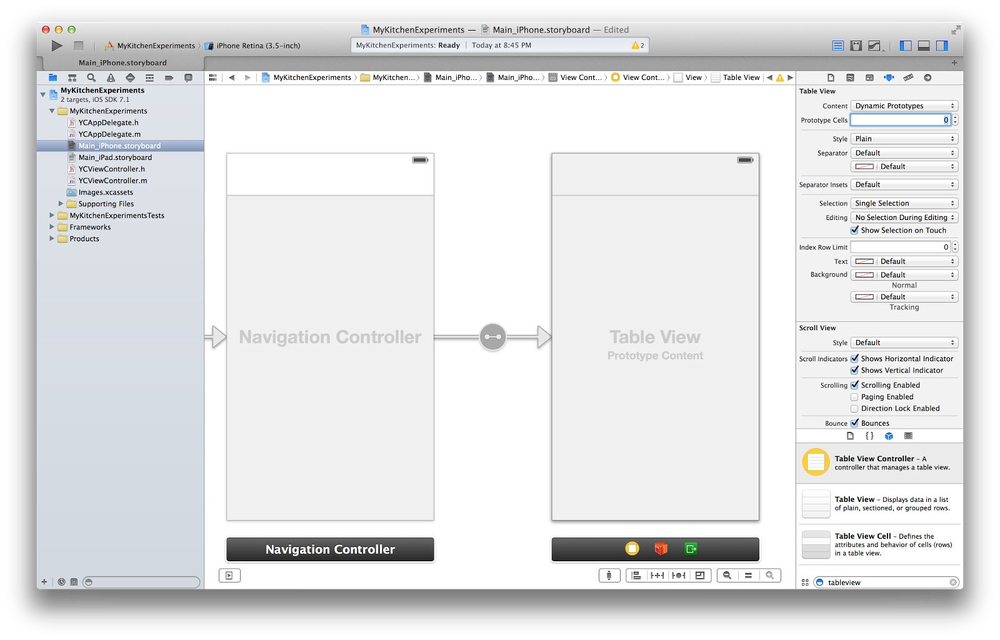 MyKitchenExperiments — Main_iPhone.storyboard — Edited
MyKitchenExperiments 〉 iPhone Retina (3.5-inch)
MyKitchenExperiments: Ready | Today at 8:45 PM
2
Main_iPhone.storyboard
MyKitchenExperiments 〉 MyKitchen... 〉 Main_iPho... 〉 Main_iPho... 〉 View Cont... 〉 View Cont... 〉 View 〉 Table View
MyKitchenExperiments
2 targets, iOS SDK 7.1
MyKitchenExperiments
YCAppDelegate.h
YCAppDelegate.m
Main_iPhone.storyboard
Main_iPad.storyboard
YCViewController.h
YCViewController.m
Images.xcassets
Supporting Files
MyKitchenExperimentsTests
Frameworks
Products
Navigation Controller
Navigation Controller
Table View
Prototype Content
Table View
Content Dynamic Prototypes
Prototype Cells 0
Style Plain
Separator Default
Default
Separator Insets Default
Selection Single Selection
Editing No Selection During Editing
Show Selection on Touch
Index Row Limit 0
Text Default
Background Default
Normal
Default
Tracking
Scroll View
Style Default
Scroll Indicators Shows Horizontal Indicator
Shows Vertical Indicator
Scrolling Scrolling Enabled
Paging Enabled
Direction Lock Enabled
Bounce Bounces
{ }
Table View Controller – A
controller that manages a table view.
Table View – Displays data in a list
of plain, sectioned, or grouped rows.
Table View Cell – Defines the
attributes and behavior of cells (rows)
in a table view.
tableview